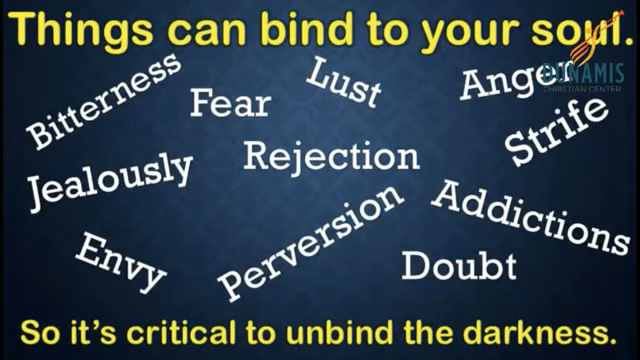 Things can bind to your soul.
DUNAMIS
CHRISTIAN CENTER
Bitterness
Fear
Lust
Anger
Strife
Jealously
Rejection
Addictions
Envy
Perversion
Doubt
So it's critical to unbind the darkness.